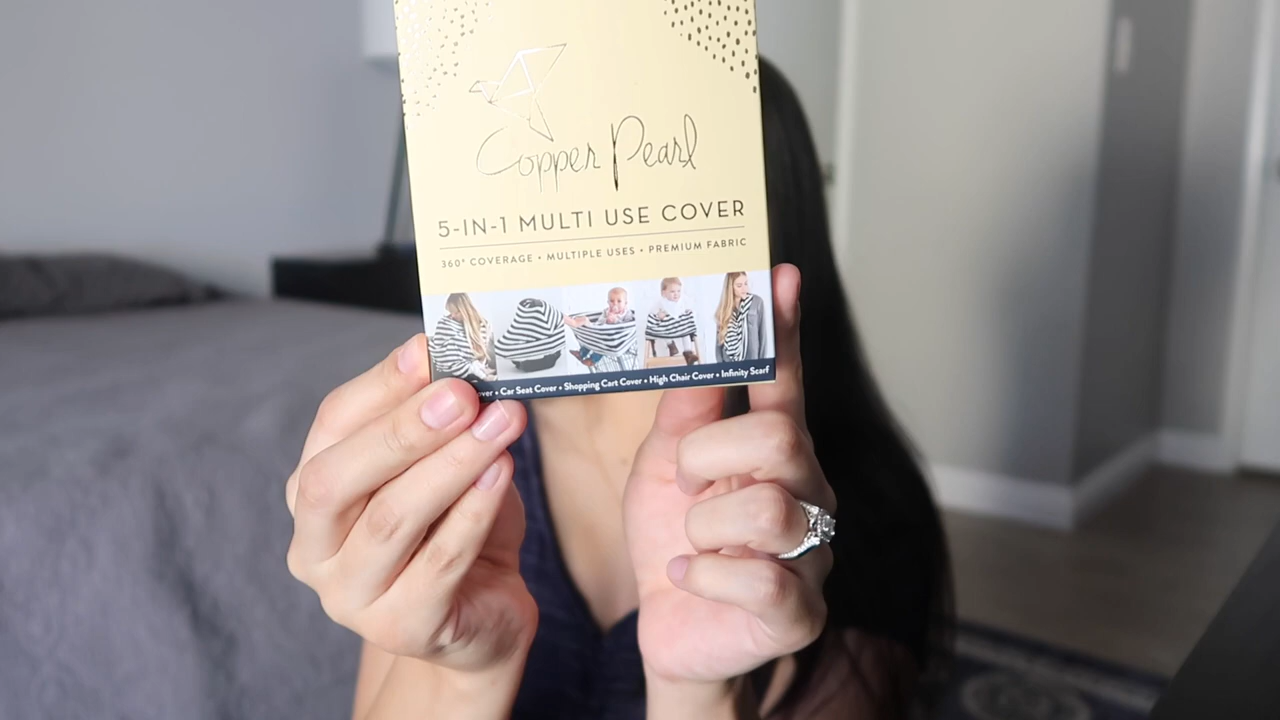 Copper Pearl
5-IN-1 MULTI USE COVER
360° COVERAGE • MULTIPLE USES • PREMIUM FABRIC
• Car Seat Cover • Shopping Cart Cover • High Chair Cover • Infinity Scarf